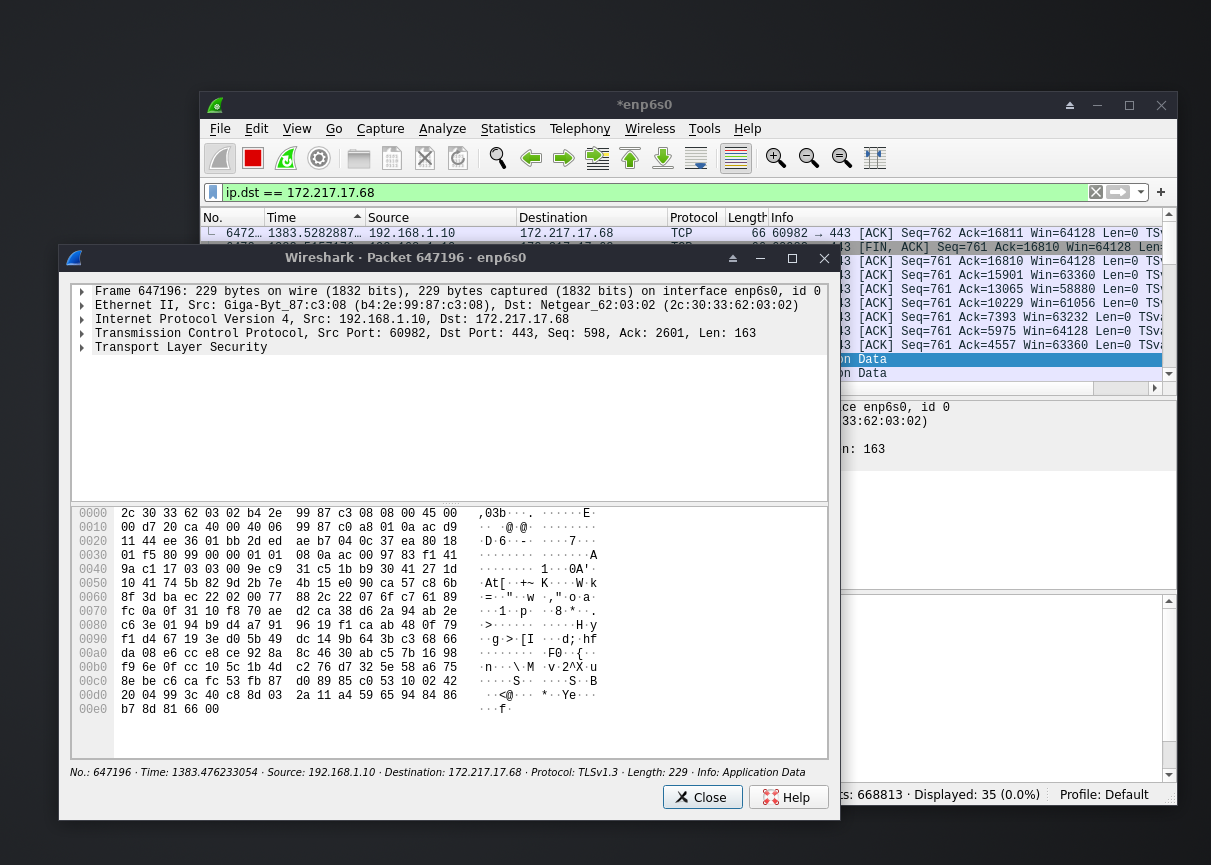 *enp6s0
File Edit View Go Capture Analyze Statistics Telephony Wireless Tools Help
ip.dst == 172.217.17.68
No. Time Source Destination Protocol Length Info
6472… 1383.5282887… 192.168.1.10 172.217.17.68 TCP 66 60982 → 443 [ACK] Seq=762 Ack=16811 Win=64128 Len=0 TSv
[FIN, ACK] Seq=761 Ack=16810 Win=64128 Len=
[ACK] Seq=761 Ack=16810 Win=64128 Len=0 TSv
[ACK] Seq=761 Ack=15901 Win=63360 Len=0 TSv
[ACK] Seq=761 Ack=13065 Win=58880 Len=0 TSv
[ACK] Seq=761 Ack=10229 Win=61056 Len=0 TSv
[ACK] Seq=761 Ack=7393 Win=63232 Len=0 TSva
[ACK] Seq=761 Ack=5975 Win=64128 Len=0 TSva
[ACK] Seq=761 Ack=4557 Win=63360 Len=0 TSva
on Data
on Data
ce enp6s0, id 0
33:62:03:02)
n: 163
ts: 668813 · Displayed: 35 (0.0%) Profile: Default
Wireshark · Packet 647196 · enp6s0
Frame 647196: 229 bytes on wire (1832 bits), 229 bytes captured (1832 bits) on interface enp6s0, id 0
Ethernet II, Src: Giga-Byt_87:c3:08 (b4:2e:99:87:c3:08), Dst: Netgear_62:03:02 (2c:30:33:62:03:02)
Internet Protocol Version 4, Src: 192.168.1.10, Dst: 172.217.17.68
Transmission Control Protocol, Src Port: 60982, Dst Port: 443, Seq: 598, Ack: 2601, Len: 163
Transport Layer Security
0000 2c 30 33 62 03 02 b4 2e 99 87 c3 08 08 00 45 00 ,03b···. ······E·
0010 00 d7 20 ca 40 00 40 06 99 87 c0 a8 01 0a ac d9 ·· ·@·@· ········
0020 11 44 ee 36 01 bb 2d ed ae b7 04 0c 37 ea 80 18 ·D·6··-· ····7···
0030 01 f5 80 99 00 00 01 01 08 0a ac 00 97 83 f1 41 ········ ·······A
0040 9a c1 17 03 03 00 9e c9 31 c5 1b b9 30 41 27 1d ········ 1···0A'·
0050 10 41 74 5b 82 9d 2b 7e 4b 15 e0 90 ca 57 c8 6b ·At[··+~ K····W·k
0060 8f 3d ba ec 22 02 00 77 88 2c 22 07 6f fc 7 61 89 ·=··"··w ·,"·o·a·
0070 fc 0a 0f 31 10 f8 70 ae d2 ca 38 d6 2a 94 ab 2e ···1··p· ··8·*··.
0080 c6 3e 01 94 b9 d4 a7 91 96 19 f1 ca ab 48 0f 79 ·>······ ·····H·y
0090 f1 d4 67 19 3e d0 5b 49 dc 14 9b 64 3b c3 68 66 ··g·>·[I ···d;·hf
00a0 da 08 e6 cc e8 ce 92 8a 8c 46 30 ab c5 7b 16 98 ········ ·F0··{··
00b0 f9 6e 0f cc 10 5c 1b 4d c2 76 d7 32 5e 58 a6 75 ·n···\·M ·v·2^X·u
00c0 8e be c6 ca fc 53 fb 87 d0 89 85 c0 53 10 02 42 ·····S·· ····S··B
00d0 20 04 99 3c 40 c8 8d 03 2a 11 a4 59 65 94 84 86 ··<@··· *··Ye···
00e0 b7 8d 81 66 00 ···f·
No.: 647196 · Time: 1383.476233054 · Source: 192.168.1.10 · Destination: 172.217.17.68 · Protocol: TLSv1.3 · Length: 229 · Info: Application Data
Close Help